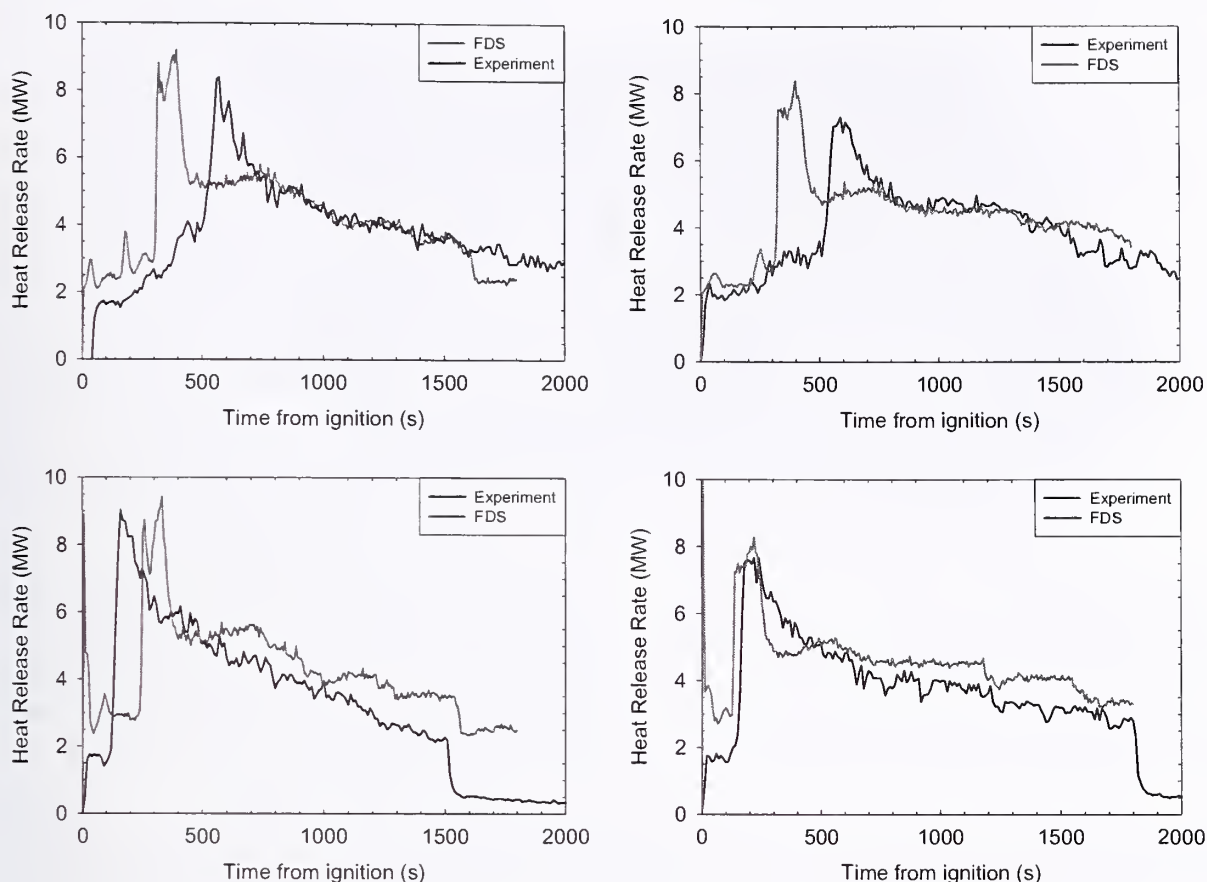 10
8
6
4
2
0
Heat Release Rate (MW)
FDS
Experiment
0 500 1000 1500 2000
Time from ignition (s)
10
8
6
4
2
0
Heat Release Rate (MW)
Experiment
FDS
0 500 1000 1500 2000
Time from ignition (s)
10
8
6
4
2
0
Heat Release Rate (MW)
Experiment
FDS
0 500 1000 1500 2000
Time from ignition (s)
10
8
6
4
2
0
Heat Release Rate (MW)
Experiment
FDS
0 500 1000 1500 2000
Time from ignition (s)